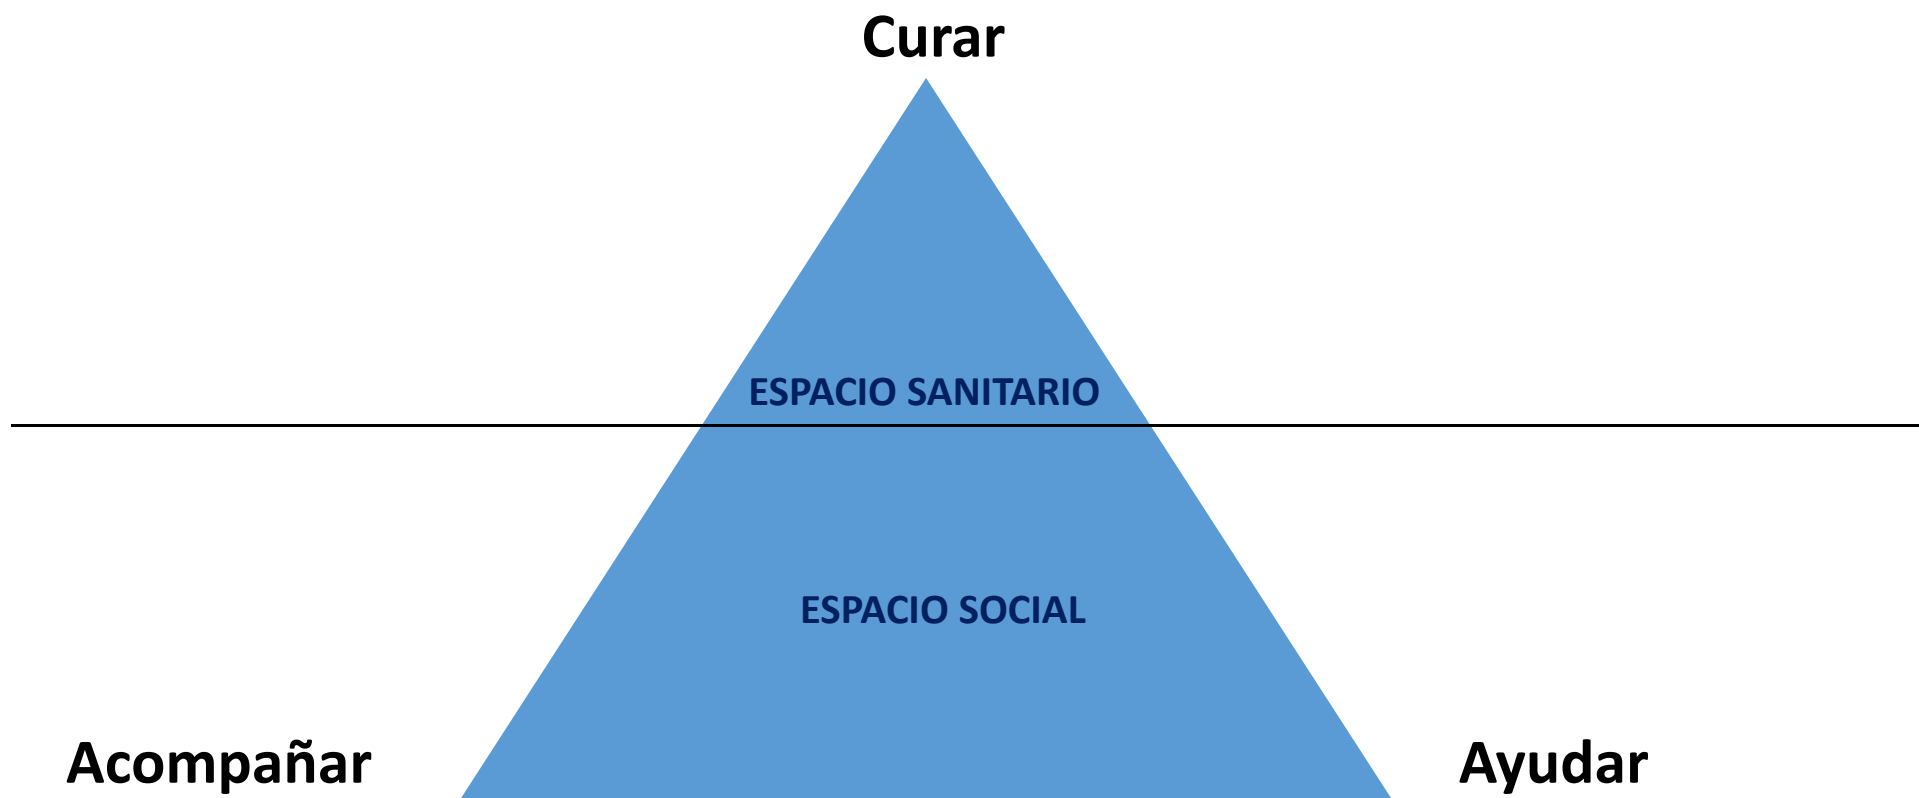 Curar
ESPACIO SANITARIO
ESPACIO SOCIAL
Acompañar
Ayudar